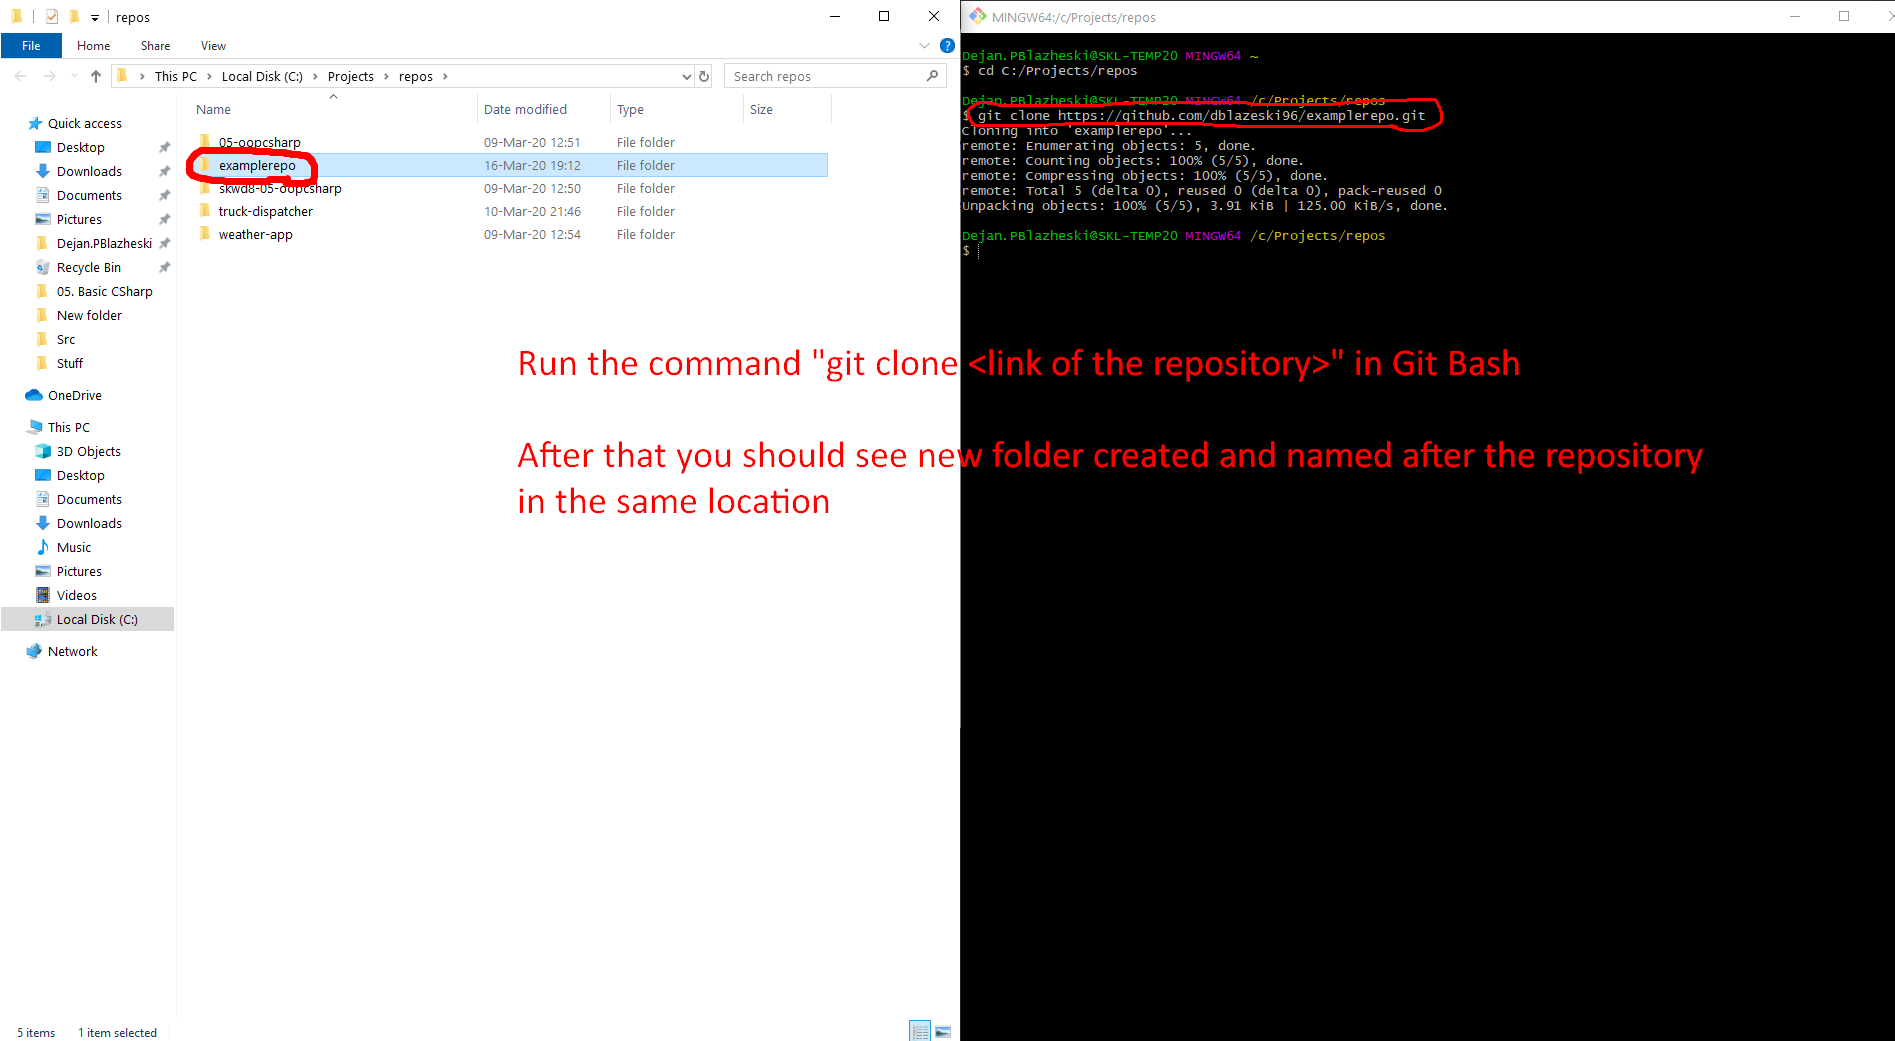 repos
File Home Share View
This PC Local Disk (C:) Projects repos
Search repos
Name Date modified Type Size
05-oopcsharp 09-Mar-20 12:51 File folder
examplerepo 16-Mar-20 19:12 File folder
skwd8-05-oopcsharp 09-Mar-20 12:50 File folder
truck-dispatcher 10-Mar-20 21:46 File folder
weather-app 09-Mar-20 12:54 File folder
Quick access
Desktop
Downloads
Documents
Pictures
Dejan.PBlazheski
Recycle Bin
05. Basic CSharp
New folder
Src
Stuff
OneDrive
This PC
3D Objects
Desktop
Documents
Downloads
Music
Pictures
Videos
Local Disk (C:)
Network
5 items 1 item selected
MINGW64:/c/Projects/repos
Dejan.PBlazheski@SKL-TEMP20 MINGW64 ~
$ cd C:/Projects/repos
Dejan.PBlazheski@SKL-TEMP20 MINGW64 /c/Projects/repos
$ git clone https://github.com/dblazeski96/examplerepo.git
Cloning into 'examplerepo'...
remote: Enumerating objects: 5, done.
remote: Counting objects: 100% (5/5), done.
remote: Compressing objects: 100% (5/5), done.
remote: Total 5 (delta 0), reused 0 (delta 0), pack-reused 0
Unpacking objects: 100% (5/5), 3.91 KiB | 125.00 KiB/s, done.
Dejan.PBlazheski@SKL-TEMP20 MINGW64 /c/Projects/repos
$
Run the command "git clone <link of the repository>" in Git Bash
After that you should see new folder created and named after the repository
in the same location